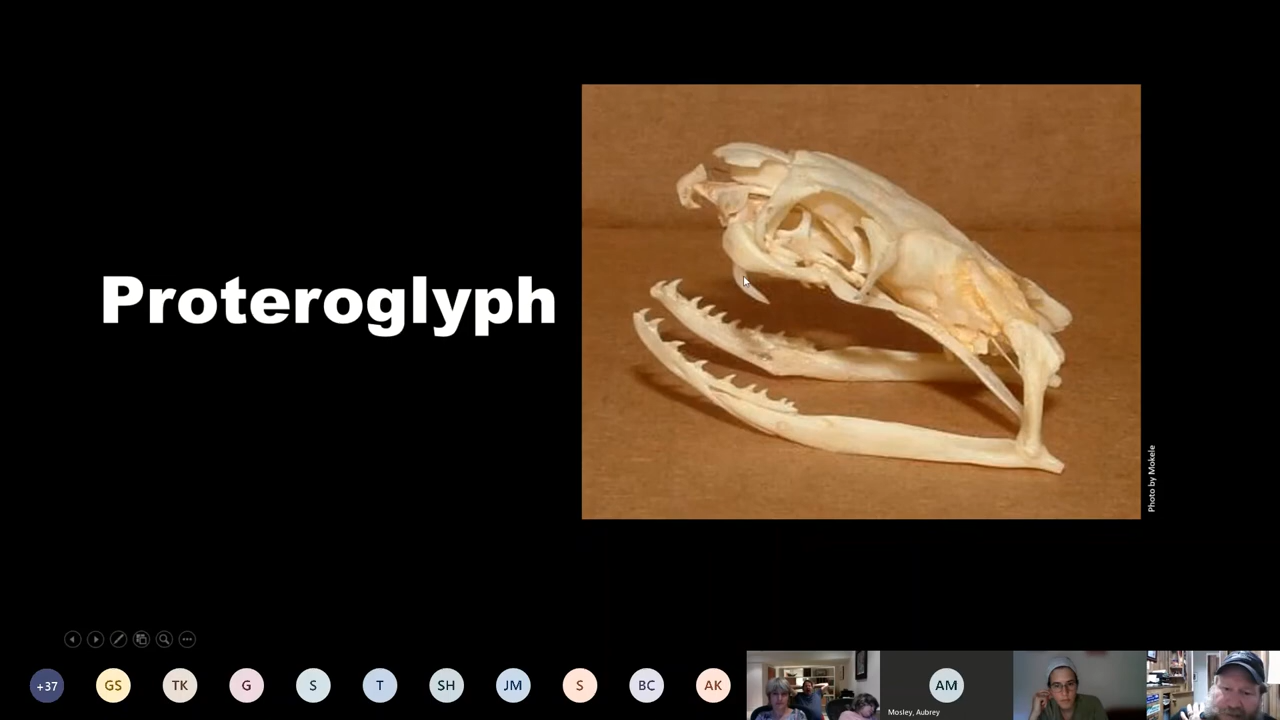 Proteroglyph
Photo by Mokele
+37
GS
TK
G
S
T
SH
JM
S
BC
AK
AM
Mosley, Aubrey